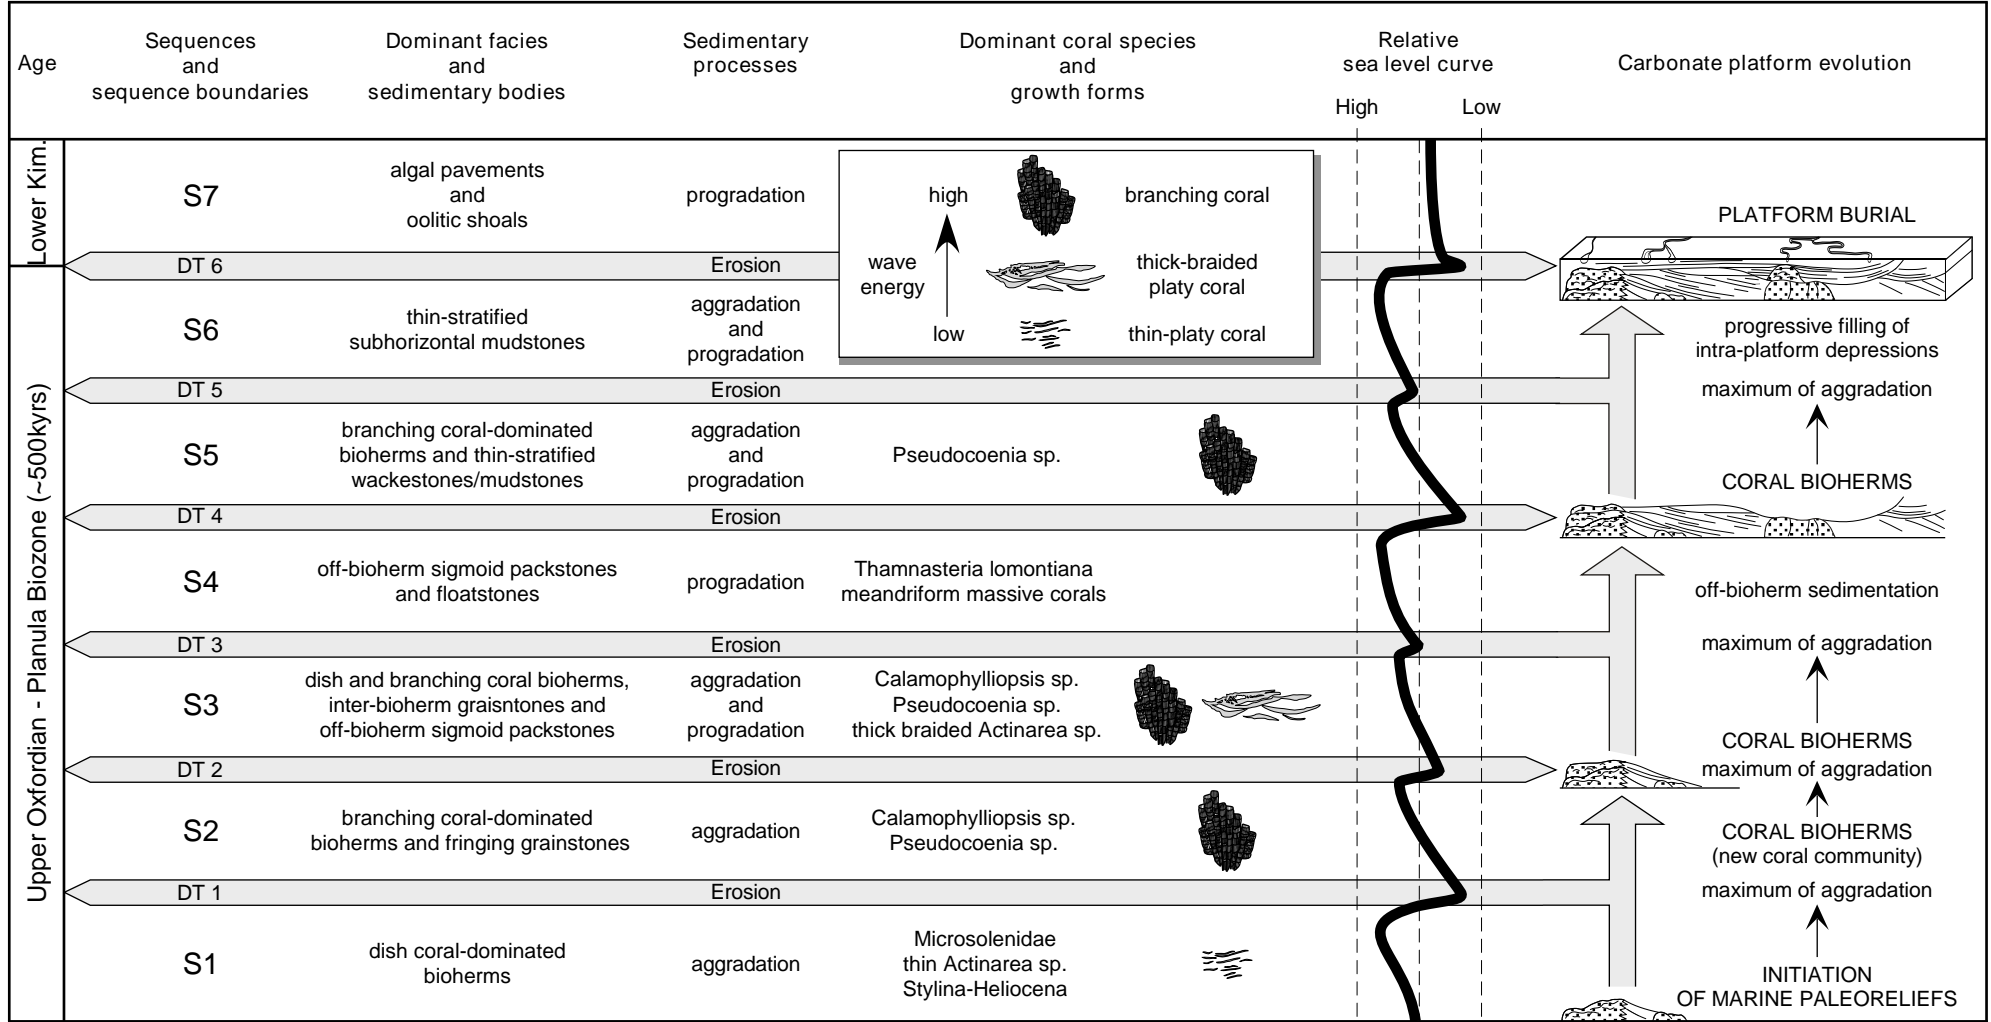 Age
Sequences
and
sequence boundaries
Dominant facies
and
sedimentary bodies
Sedimentary
processes
Dominant coral species
and
growth forms
Relative
sea level curve
High
Low
Carbonate platform evolution
Lower Kim.
S7
algal pavements
and
oolitic shoals
progradation
high
wave
energy
low
branching coral
thick-braided
platy coral
thin-platy coral
PLATFORM BURIAL
DT 6
Erosion
Upper Oxfordian - Planula Biozone (~500kyrs)
S6
thin-stratified
subhorizontal mudstones
aggradation
and
progradation
progressive filling of
intra-platform depressions
DT 5
Erosion
maximum of aggradation
S5
branching coral-dominated
bioherms and thin-stratified
wackestones/mudstones
aggradation
and
progradation
Pseudocoenia sp.
CORAL BIOHERMS
DT 4
Erosion
S4
off-bioherm sigmoid packstones
and floatstones
progradation
Thamnasteria lomontiana
meandriform massive corals
off-bioherm sedimentation
DT 3
Erosion
maximum of aggradation
S3
dish and branching coral bioherms,
inter-bioherm graisntones and
off-bioherm sigmoid packstones
aggradation
and
progradation
Calamophylliopsis sp.
Pseudocoenia sp.
thick braided Actinarea sp.
CORAL BIOHERMS
DT 2
Erosion
maximum of aggradation
S2
branching coral-dominated
bioherms and fringing grainstones
aggradation
Calamophylliopsis sp.
Pseudocoenia sp.
CORAL BIOHERMS
(new coral community)
DT 1
Erosion
maximum of aggradation
S1
dish coral-dominated
bioherms
aggradation
Microsolenidae
thin Actinarea sp.
Stylina-Heliocena
INITIATION
OF MARINE PALEORELIEFS